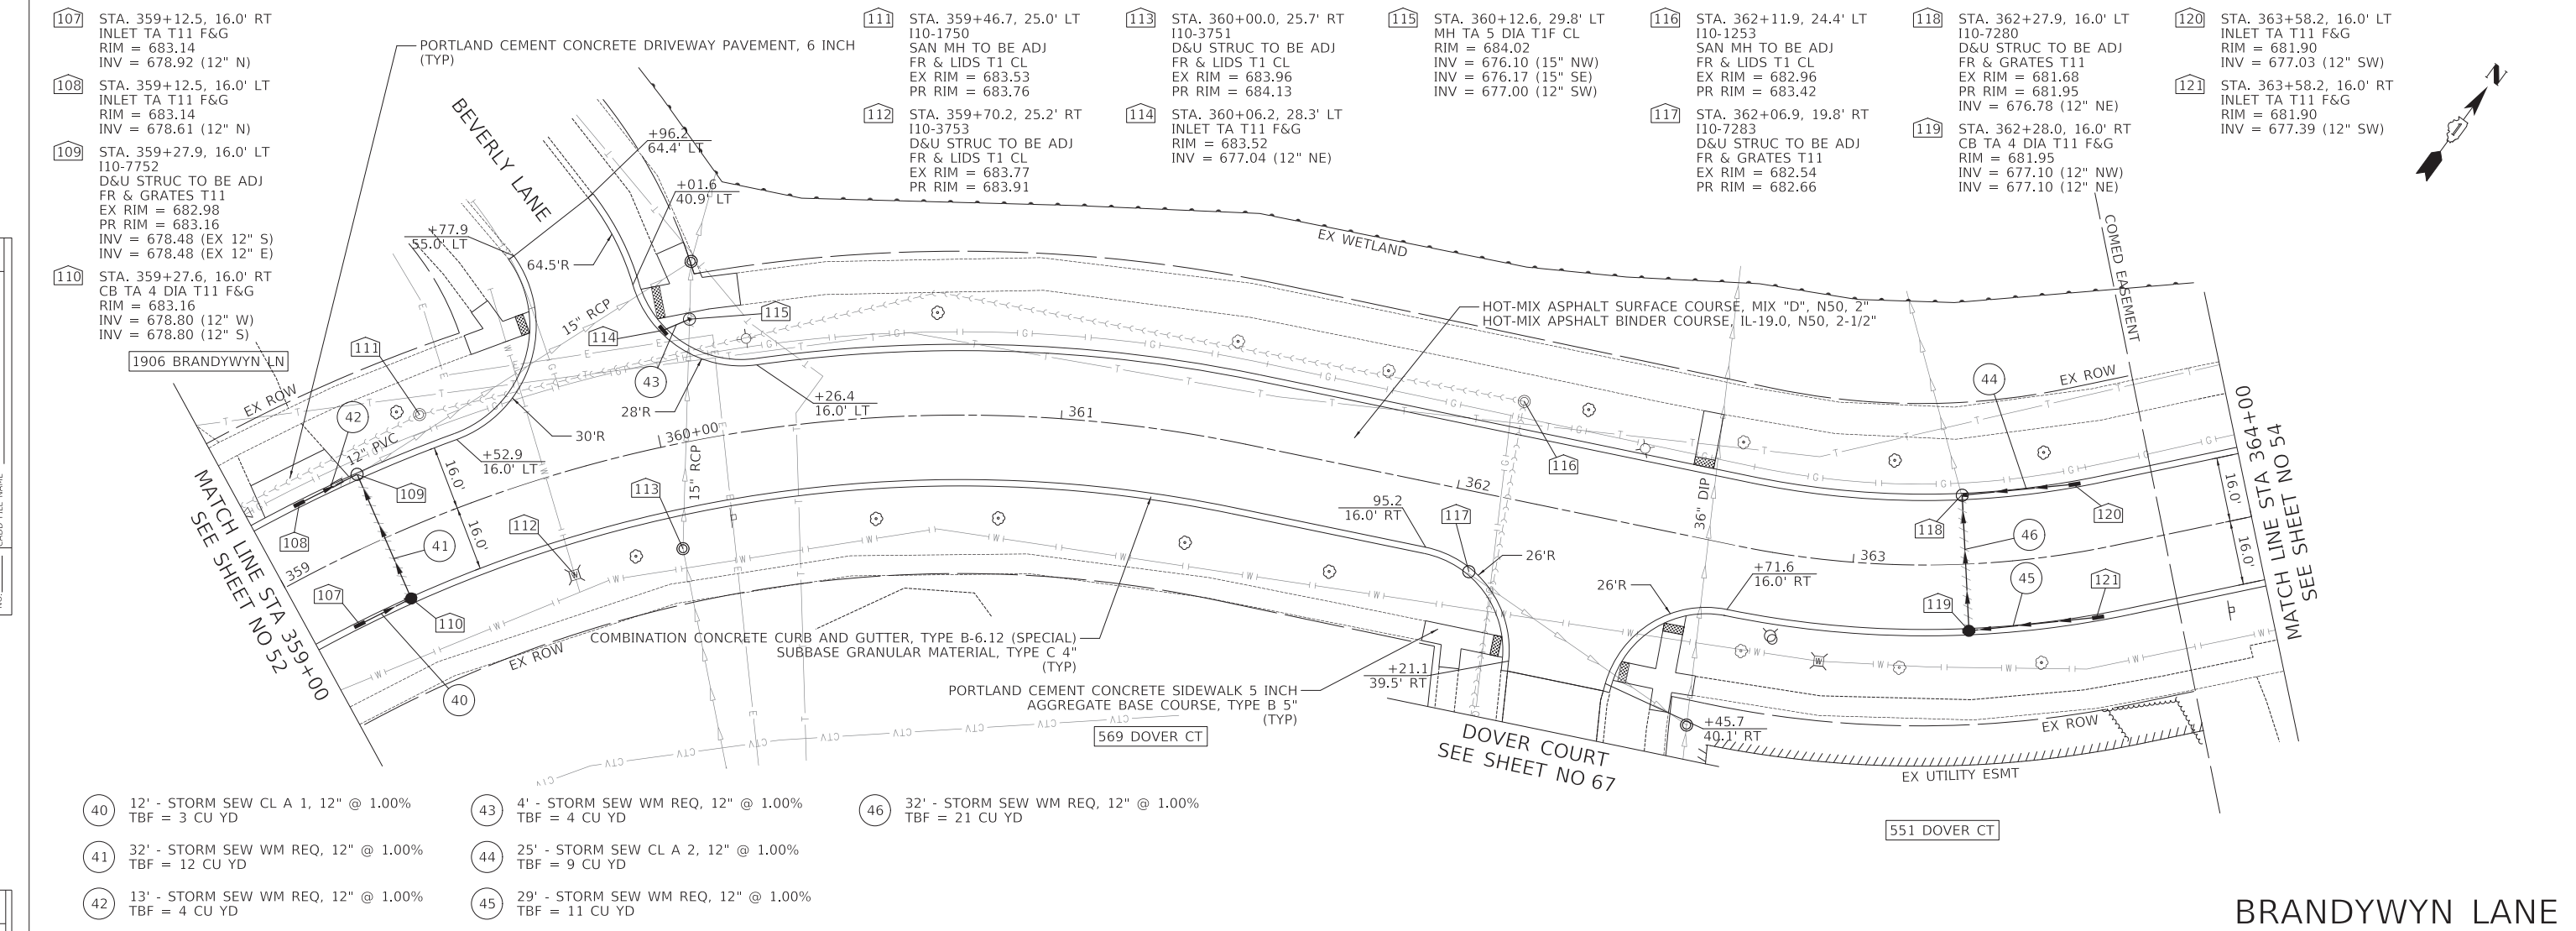 107 STA. 359+12.5, 16.0' RT
INLET TA T11 F&G
RIM = 683.14
INV = 678.92 (12" N)
108 STA. 359+12.5, 16.0' LT
INLET TA T11 F&G
RIM = 683.14
INV = 678.61 (12" N)
109 STA. 359+27.9, 16.0' LT
I10-7752
D&U STRUC TO BE ADJ
FR & GRATES T11
EX RIM = 682.98
PR RIM = 683.16
INV = 678.48 (EX 12" S)
INV = 678.48 (EX 12" E)
110 STA. 359+27.6, 16.0' RT
CB TA 4 DIA T11 F&G
RIM = 683.16
INV = 678.80 (12" W)
INV = 678.80 (12" S)
111 STA. 359+46.7, 25.0' LT
I10-1750
SAN MH TO BE ADJ
FR & LIDS T1 CL
EX RIM = 683.53
PR RIM = 683.76
112 STA. 359+70.2, 25.2' RT
I10-3753
D&U STRUC TO BE ADJ
FR & LIDS T1 CL
EX RIM = 683.77
PR RIM = 683.91
113 STA. 360+00.0, 25.7' RT
I10-3751
D&U STRUC TO BE ADJ
FR & LIDS T1 CL
EX RIM = 683.96
PR RIM = 684.13
114 STA. 360+06.2, 28.3' LT
INLET TA T11 F&G
RIM = 683.52
INV = 677.04 (12" NE)
115 STA. 360+12.6, 29.8' LT
MH TA 5 DIA T1F CL
RIM = 684.02
INV = 676.10 (15" NW)
INV = 676.17 (15" SE)
INV = 677.00 (12" SW)
116 STA. 362+11.9, 24.4' LT
I10-1253
SAN MH TO BE ADJ
FR & LIDS T1 CL
EX RIM = 682.96
PR RIM = 683.42
117 STA. 362+06.9, 19.8' RT
I10-7283
D&U STRUC TO BE ADJ
FR & GRATES T11
EX RIM = 682.54
PR RIM = 682.66
118 STA. 362+27.9, 16.0' LT
I10-7280
D&U STRUC TO BE ADJ
FR & GRATES T11
EX RIM = 681.68
PR RIM = 681.95
INV = 676.78 (12" NE)
119 STA. 362+28.0, 16.0' RT
CB TA 4 DIA T11 F&G
RIM = 681.95
INV = 677.10 (12" NW)
INV = 677.10 (12" NE)
120 STA. 363+58.2, 16.0' LT
INLET TA T11 F&G
RIM = 681.90
INV = 677.03 (12" SW)
121 STA. 363+58.2, 16.0' RT
INLET TA T11 F&G
RIM = 681.90
INV = 677.39 (12" SW)
N
1
PORTLAND CEMENT CONCRETE DRIVEWAY PAVEMENT, 6 INCH
(TYP)
BEVERLY LANE
+96.2
64.4' LT
+01.6
40.9' LT
+77.9
55.0' LT
64.5'R
15" RCP
EX WETLAND
COMED EASEMENT
HOT-MIX ASPHALT SURFACE COURSE, MIX "D", N50, 2"
HOT-MIX APSHALT BINDER COURSE, IL-19.0, N50, 2-1/2"
1906 BRANDYWYN LN
111
114
115
43
28'R
+26.4
16.0' LT
EX ROW
42
12" PVC
30'R
+52.9
16.0' LT
360+00
361
362
363
359
15" RCP
36" DIP
44
EX ROW
116
113
112
109
108
107
110
41
40
16.0'
16.0'
MATCH LINE STA 359+00
SEE SHEET NO 52
EX ROW
95.2
16.0' RT
117
26'R
26'R
+71.6
16.0' RT
118
120
46
45
119
121
16.0'
16.0'
MATCH LINE STA 364+00
SEE SHEET NO 54
COMBINATION CONCRETE CURB AND GUTTER, TYPE B-6.12 (SPECIAL)
SUBBASE GRANULAR MATERIAL, TYPE C 4"
(TYP)
PORTLAND CEMENT CONCRETE SIDEWALK 5 INCH
AGGREGATE BASE COURSE, TYPE B 5"
(TYP)
+21.1
39.5' RT
569 DOVER CT
DOVER COURT
SEE SHEET NO 67
+45.7
40.1' RT
EX ROW
EX UTILITY ESMT
551 DOVER CT
40 12' - STORM SEW CL A 1, 12" @ 1.00%
TBF = 3 CU YD
41 32' - STORM SEW WM REQ, 12" @ 1.00%
TBF = 12 CU YD
42 13' - STORM SEW WM REQ, 12" @ 1.00%
TBF = 4 CU YD
43 4' - STORM SEW WM REQ, 12" @ 1.00%
TBF = 4 CU YD
44 25' - STORM SEW CL A 2, 12" @ 1.00%
TBF = 9 CU YD
45 29' - STORM SEW WM REQ, 12" @ 1.00%
TBF = 11 CU YD
46 32' - STORM SEW WM REQ, 12" @ 1.00%
TBF = 21 CU YD
BRANDYWYN LANE